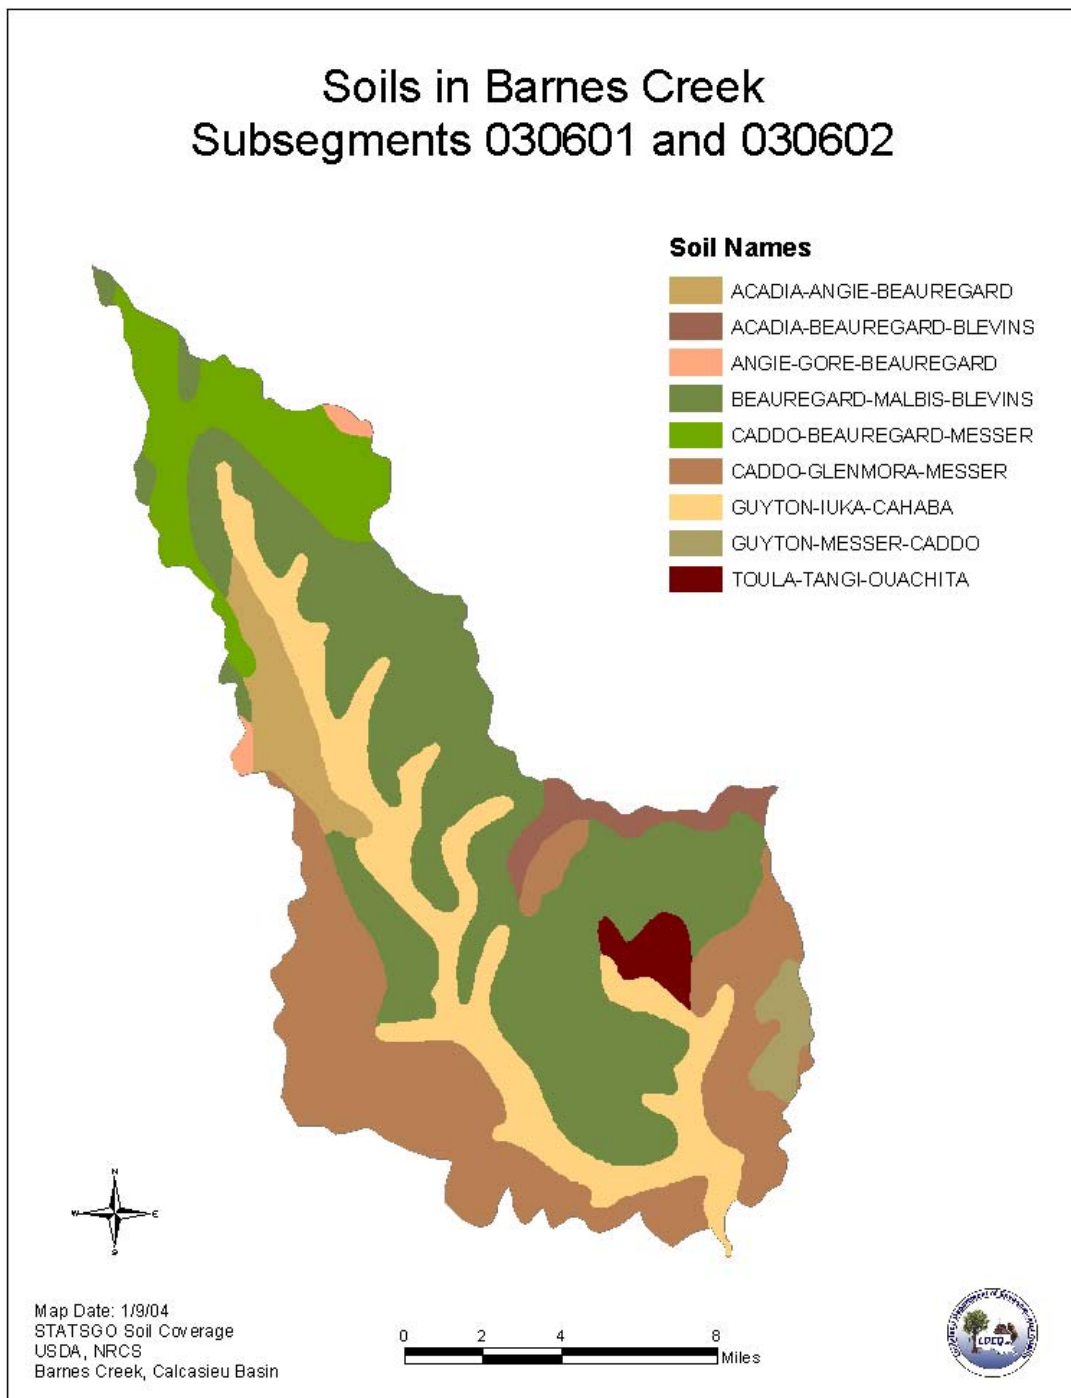 Soils in Barnes Creek
Subsegments 030601 and 030602
Soil Names
ACADIA-ANGIE-BEAUREGARD
ACADIA-BEAUREGARD-BLEVINS
ANGIE-GORE-BEAUREGARD
BEAUREGARD-MALBIS-BLEVINS
CADDO-BEAUREGARD-MESSER
CADDO-GLENMORA-MESSER
GUYTON-IUKA-CAHABA
GUYTON-MESSER-CADDO
TOULA-TANGI-OUACHITA
N
W E
S
Map Date: 1/9/04
STATSGO Soil Coverage
USDA, NRCS
Barnes Creek, Calcasieu Basin
0 2 4 8
Miles
LDEQ